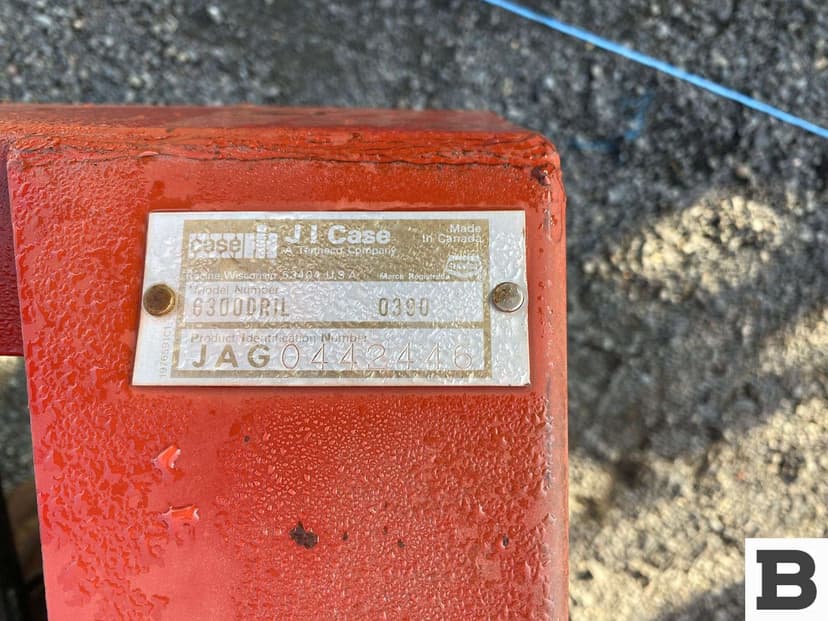 case IH J I Case Made
A Tenneco Company in Canada
Racine, Wisconsin 53404 U.S.A. Marca Registrada
Model Number
6300DRIL 0390
Product Identification Number
JAG0442446
1976591C1
B